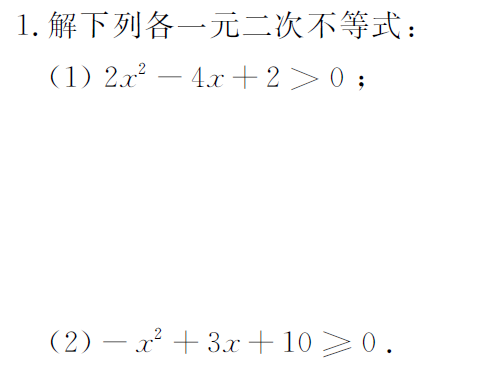 1. 解下列各一元二次不等式：
（1）2x² － 4x＋2＞0；
（2）－x²＋3x＋10⩾0．